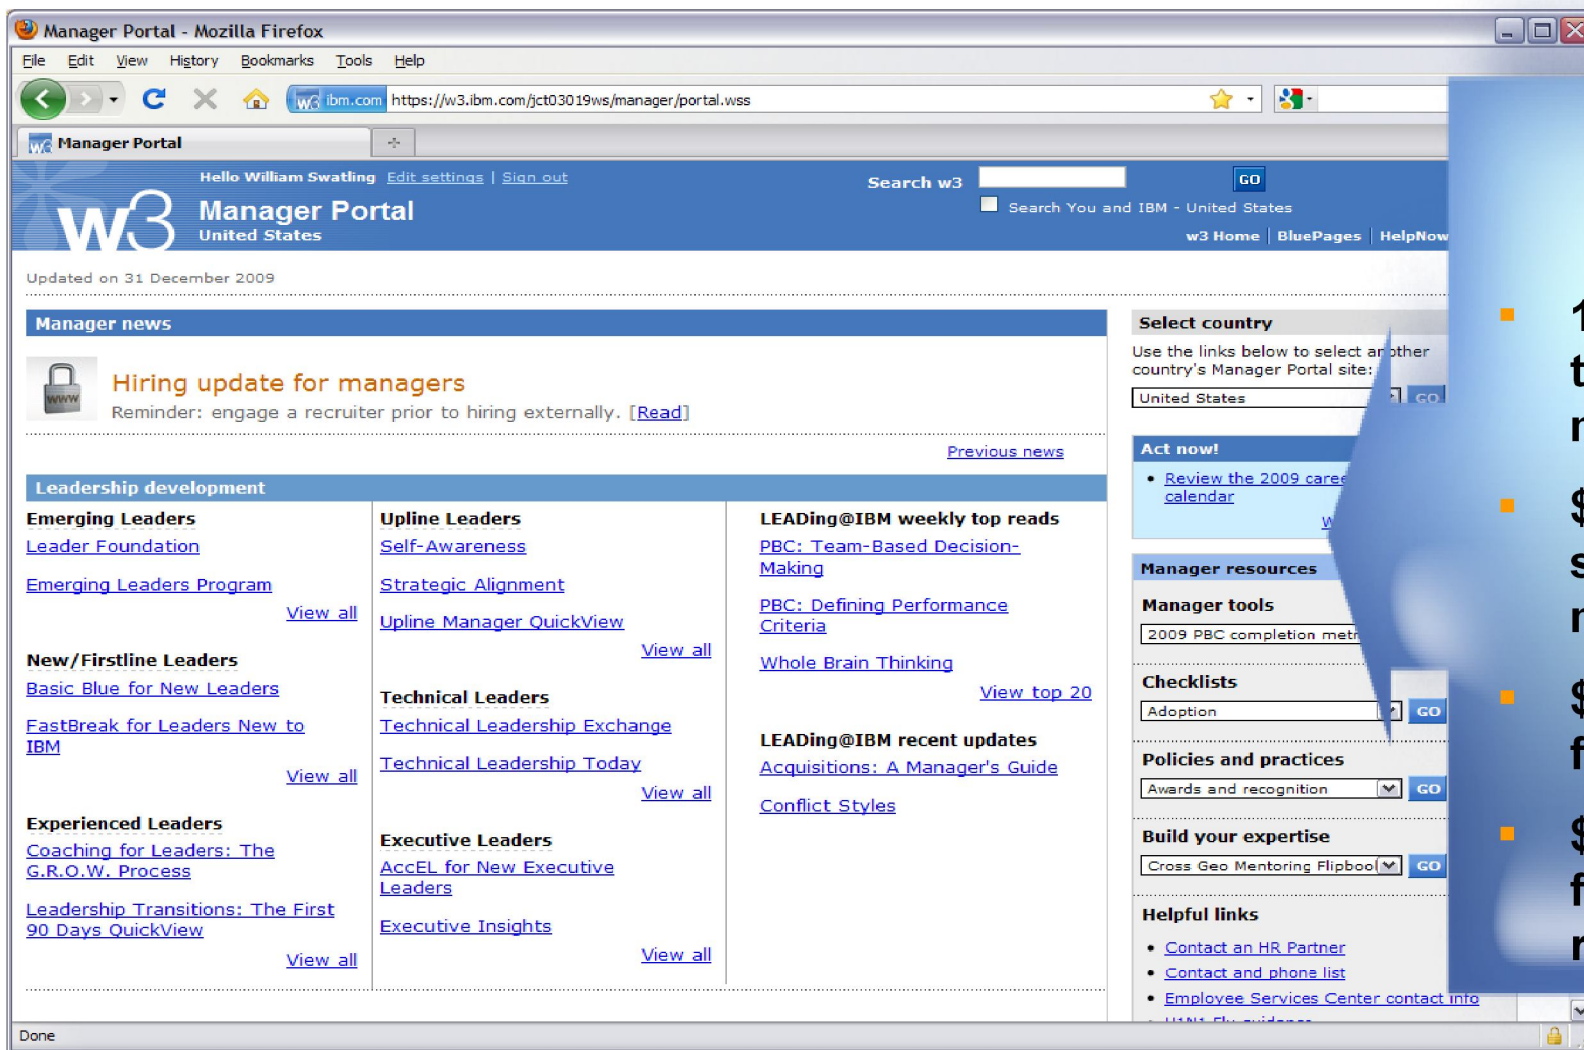 Manager Portal - Mozilla Firefox
File Edit View History Bookmarks Tools Help
w3 ibm.com https://w3.ibm.com/jct03019ws/manager/portal.wss
w3 Manager Portal
Hello William Swatling Edit settings | Sign out
Search w3 GO
w3 Manager Portal
Search You and IBM - United States
United States
w3 Home | BluePages | HelpNow
Updated on 31 December 2009
Manager news
www
Hiring update for managers
Reminder: engage a recruiter prior to hiring externally. [Read]
Previous news
Leadership development
Emerging Leaders
Leader Foundation
Emerging Leaders Program
View all
New/Firstline Leaders
Basic Blue for New Leaders
FastBreak for Leaders New to
IBM
View all
Experienced Leaders
Coaching for Leaders: The
G.R.O.W. Process
Leadership Transitions: The First
90 Days QuickView
View all
Upline Leaders
Self-Awareness
Strategic Alignment
Upline Manager QuickView
View all
Technical Leaders
Technical Leadership Exchange
Technical Leadership Today
View all
Executive Leaders
AccEL for New Executive
Leaders
Executive Insights
View all
LEADing@IBM weekly top reads
PBC: Team-Based Decision-
Making
PBC: Defining Performance
Criteria
Whole Brain Thinking
View top 20
LEADing@IBM recent updates
Acquisitions: A Manager's Guide
Conflict Styles
Select country
Use the links below to select another
country's Manager Portal site:
United States GO
Act now!
Review the 2009
calendar
Manager resources
Manager tools
2009 PBC completion
Checklists
Adoption GO
Policies and practices
Awards and recognition GO
Build your expertise
Cross Geo Mentoring Flipboo GO
Helpful links
Contact an HR Partner
Contact and phone list
Employee Services Center contact info
Done
1
t
$
s
$
f
$
f